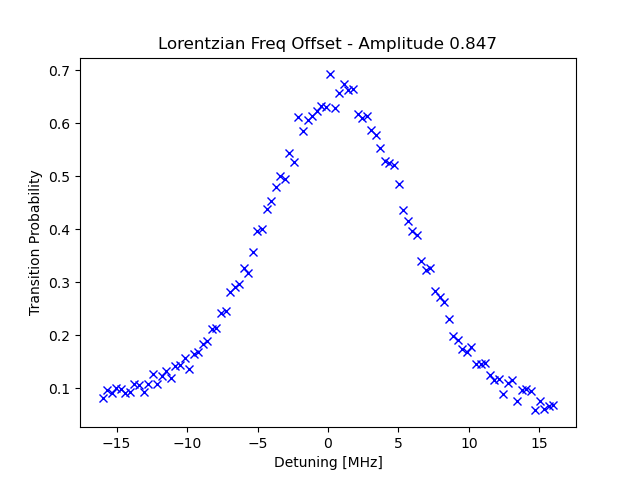 Lorentzian Freq Offset - Amplitude 0.847
0.7
0.6
0.5
0.4
0.3
0.2
0.1
Transition Probability
−15 −10 −5 0 5 10 15
Detuning [MHz]